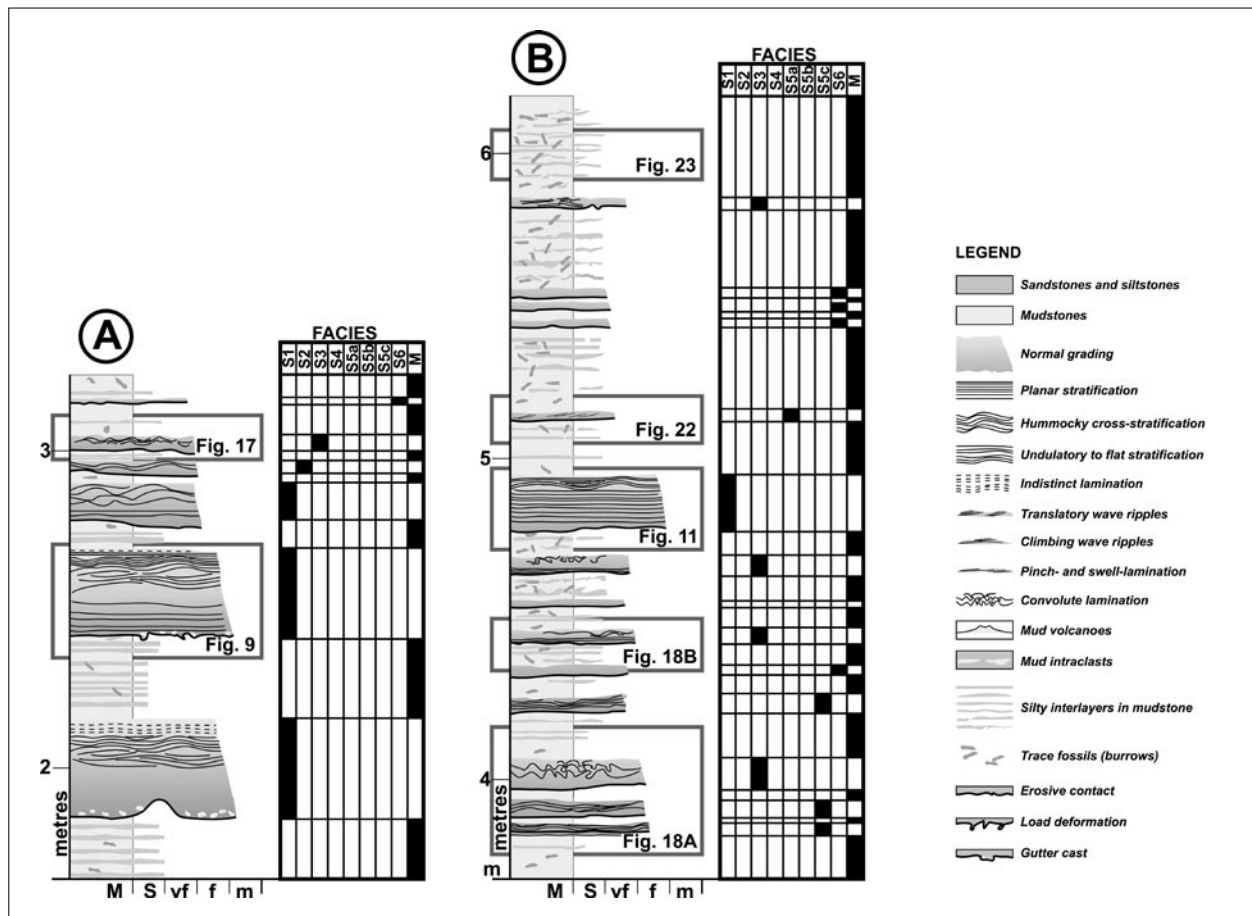 A
FACIES
S1 S2 S3 S4 S5a S5b S5c S6 M
3
Fig. 17
Fig. 9
2
metres
M S vf f m
B
FACIES
S1 S2 S3 S4 S5a S5b S5c S6 M
6
Fig. 23
Fig. 22
5
Fig. 11
Fig. 18B
4
metres
Fig. 18A
m
M S vf f m
LEGEND
Sandstones and siltstones
Mudstones
Normal grading
Planar stratification
Hummocky cross-stratification
Undulatory to flat stratification
Indistinct lamination
Translatory wave ripples
Climbing wave ripples
Pinch- and swell-lamination
Convolute lamination
Mud volcanoes
Mud intraclasts
Silty interlayers in mudstone
Trace fossils (burrows)
Erosive contact
Load deformation
Gutter cast